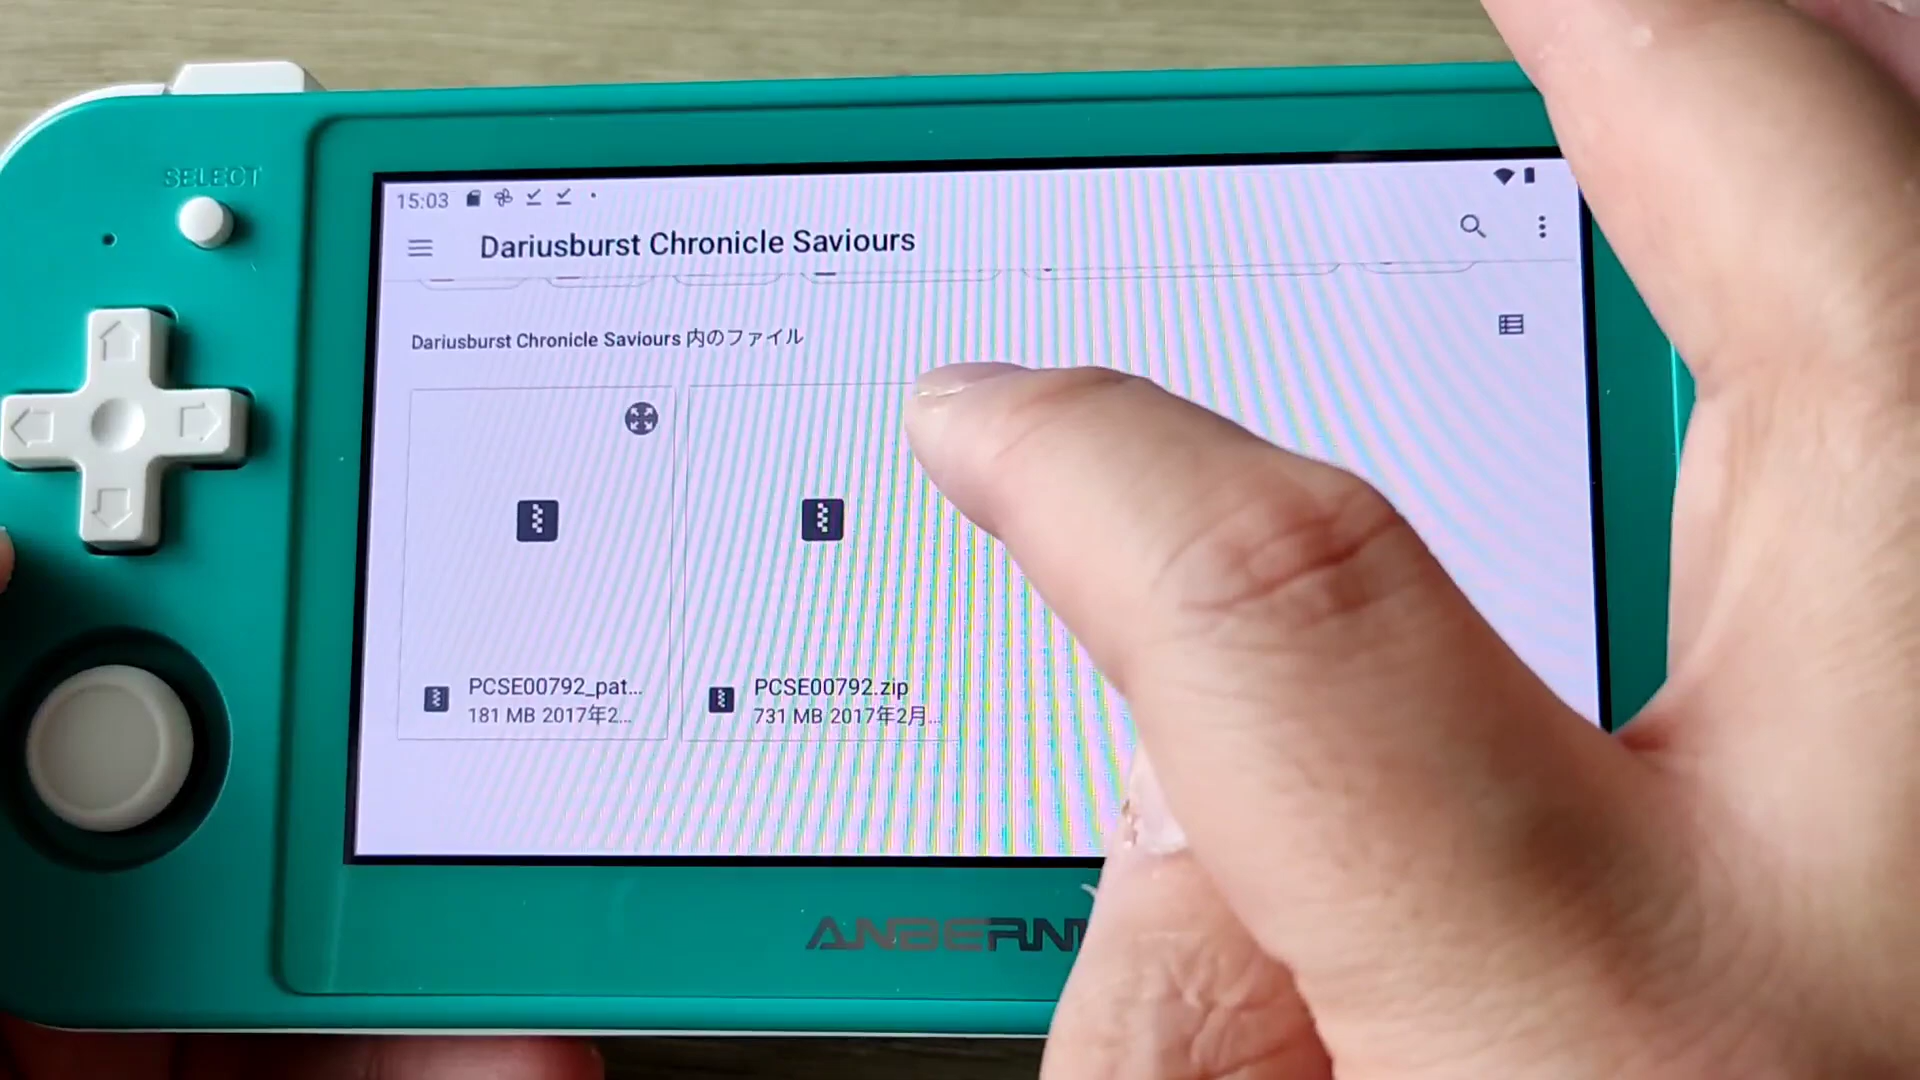 SELECT
15:03
Dariusburst Chronicle Saviours
Dariusburst Chronicle Saviours 内のファイル
PCSE00792_pat...
181 MB 2017年2...
PCSE00792.zip
731 MB 2017年2月...
ANBERN